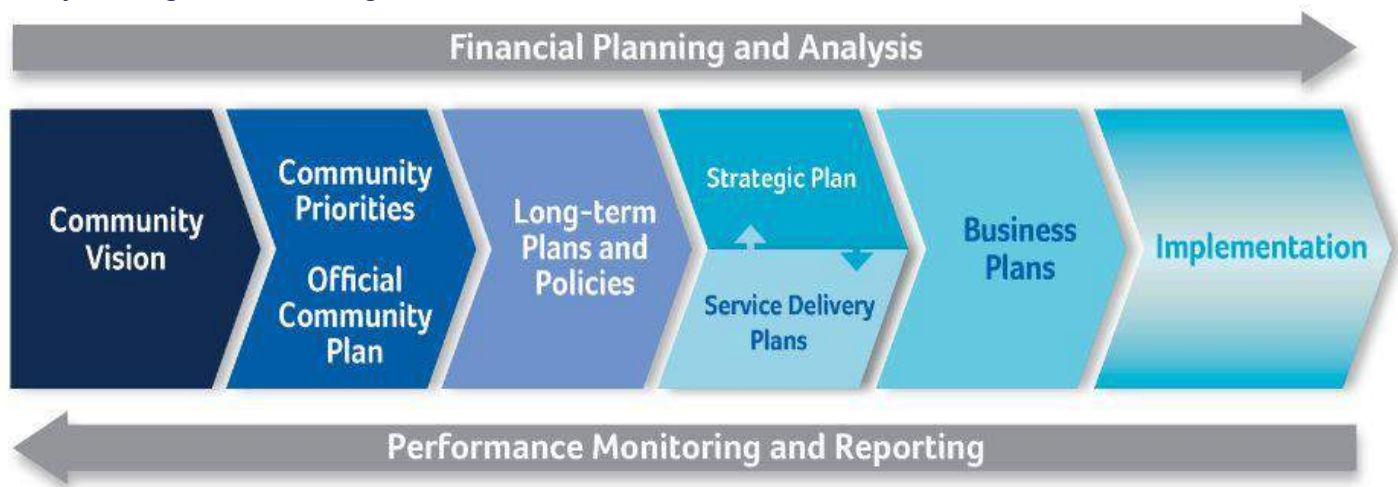 Financial Planning and Analysis
Community
Vision
Community
Priorities
Official
Community
Plan
Long-term
Plans and
Policies
Strategic Plan
Service Delivery
Plans
Business
Plans
Implementation
Performance Monitoring and Reporting